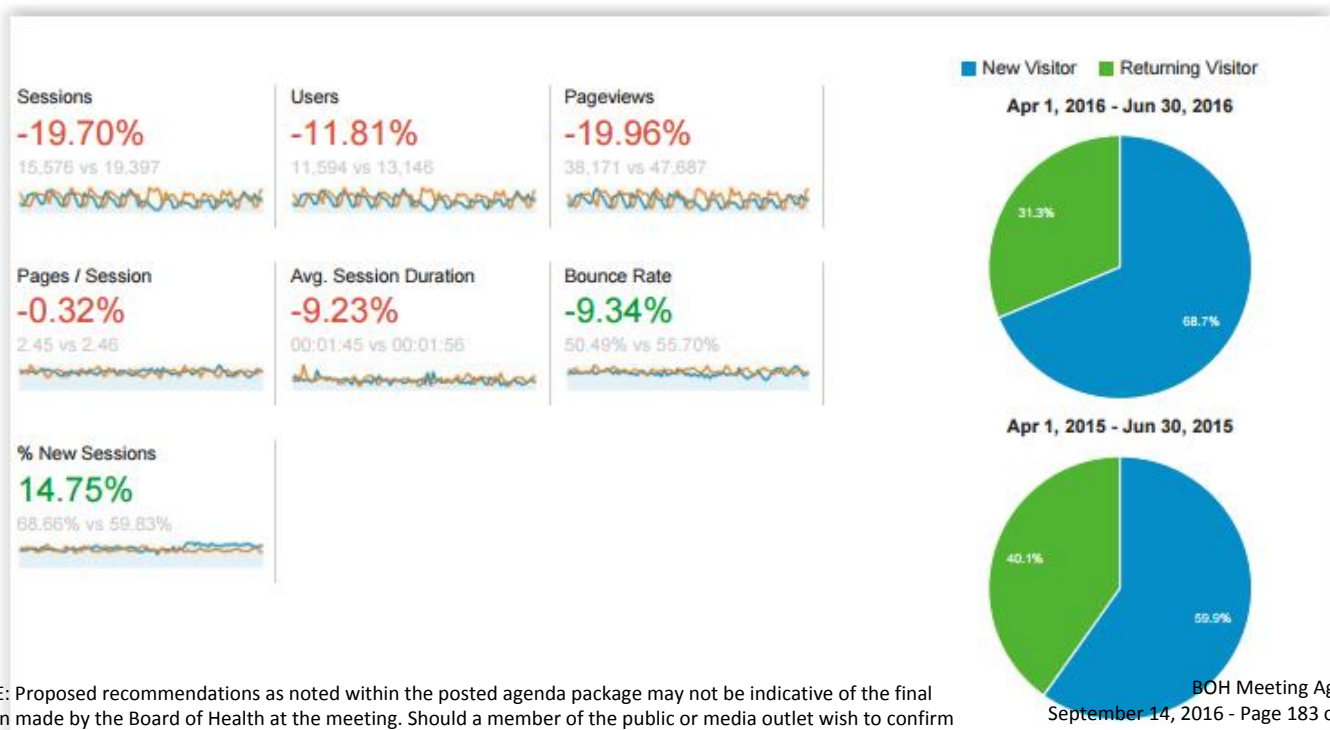 Sessions
-19.70%
15,576 vs 19,397
Users
-11.81%
11,594 vs 13,146
Pageviews
-19.96%
38,171 vs 47,687
Pages / Session
-0.32%
2.45 vs 2.46
Avg. Session Duration
-9.23%
00:01:45 vs 00:01:56
Bounce Rate
-9.34%
50.49% vs 55.70%
% New Sessions
14.75%
68.66% vs 59.83%
New Visitor
Returning Visitor
Apr 1, 2016 - Jun 30, 2016
31.3%
68.7%
Apr 1, 2015 - Jun 30, 2015
40.1%
59.9%
E: Proposed recommendations as noted within the posted agenda package may not be indicative of the final
n made by the Board of Health at the meeting. Should a member of the public or media outlet wish to confirm
BOH Meeting Ag
September 14, 2016 - Page 183 o